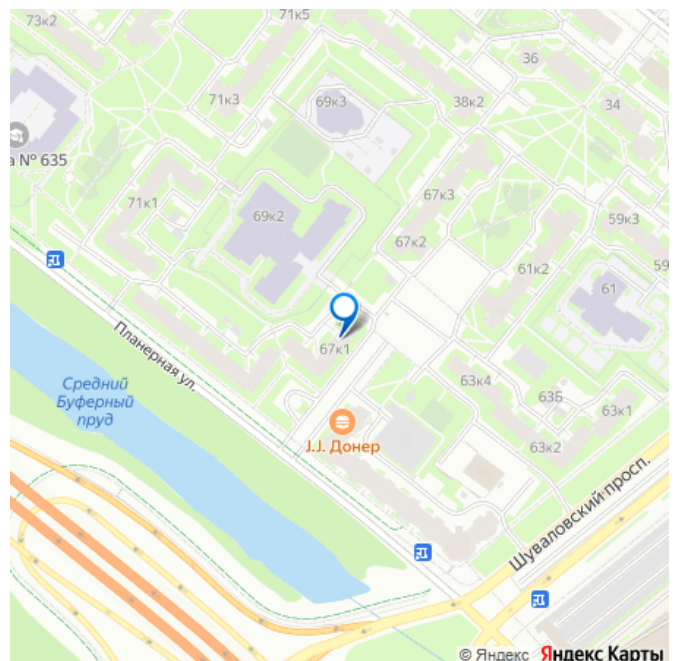 73к2
71к5
36
71к3
69к3
38к2
34
а № 635
67к3
71к1
69к2
59к3
67к2
61к2
59
61
Планерная ул.
67к1
Средний
Буферный
пруд
63к4
63Б
63к1
J.J. Донер
63к2
Шуваловский просп.
© Яндекс Яндекс Карты